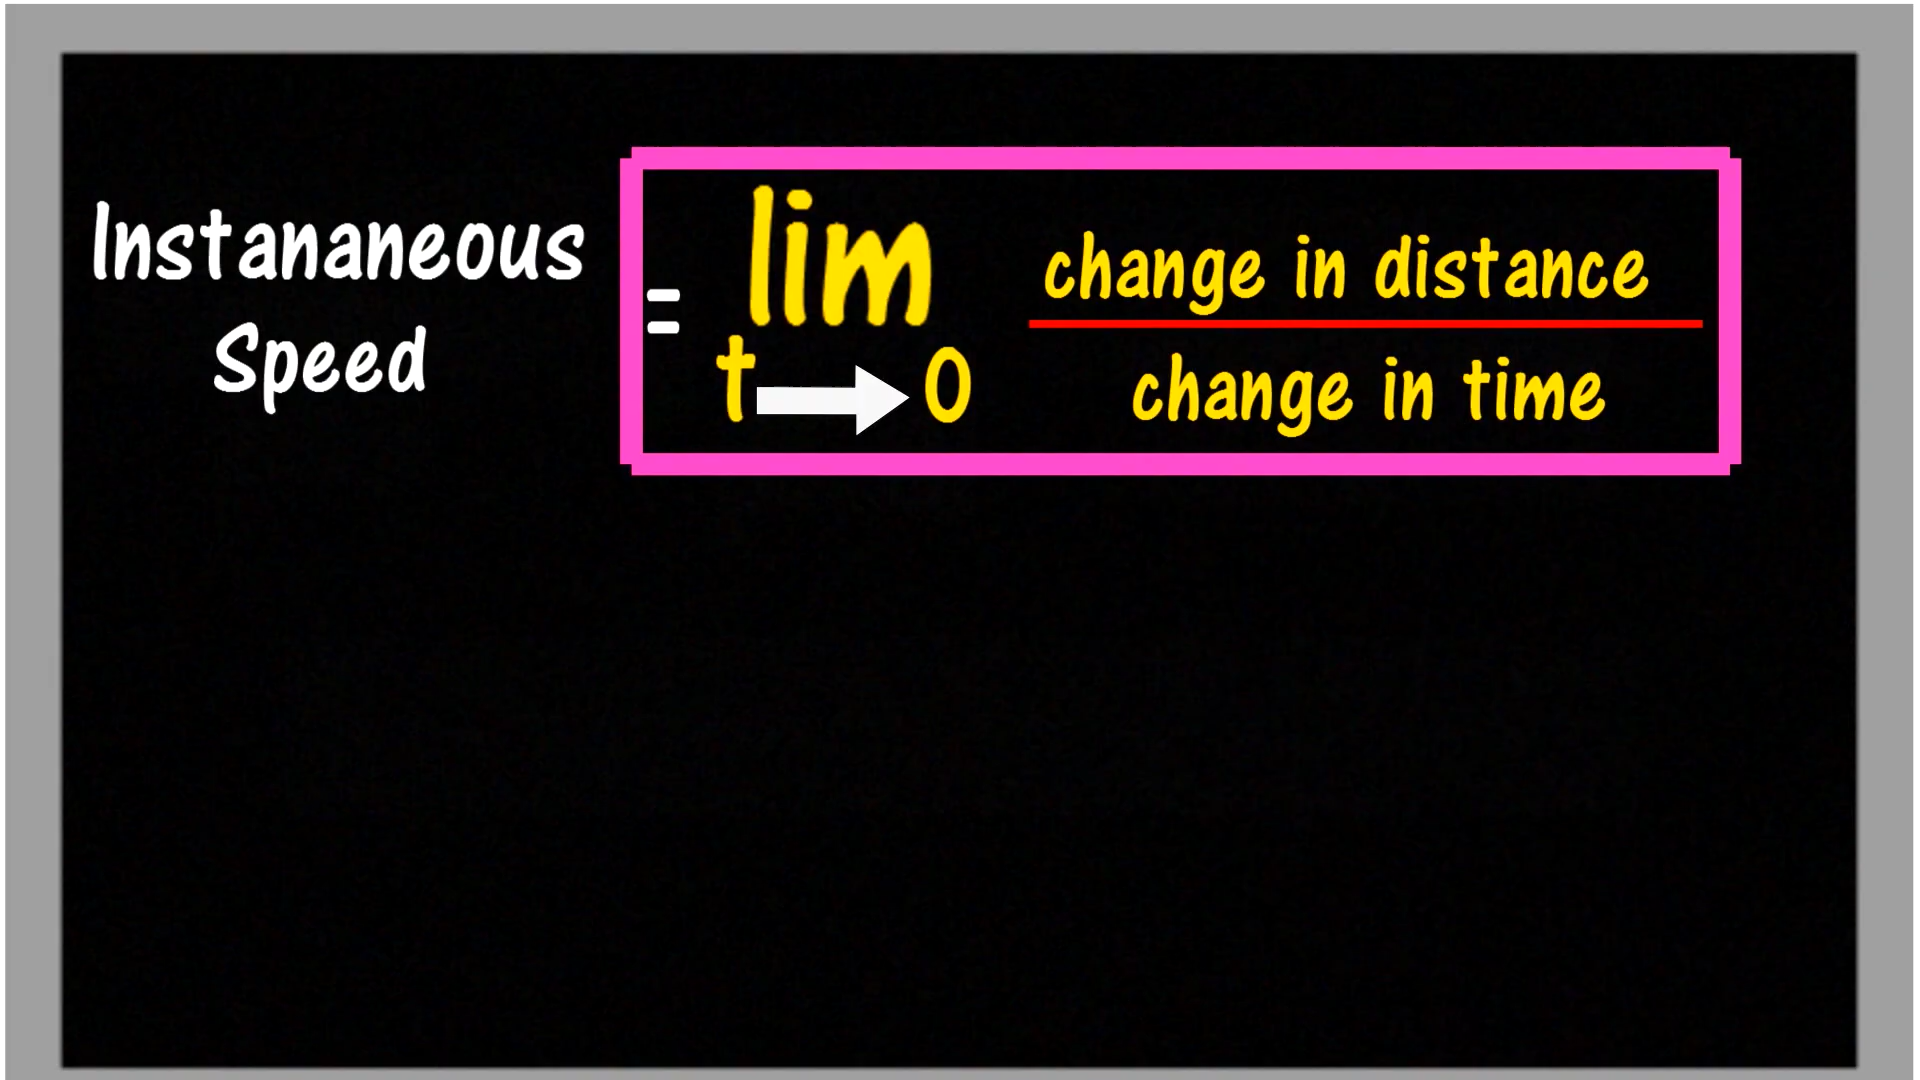 Instananeous
Speed
= lim change in distance
t → 0 change in time